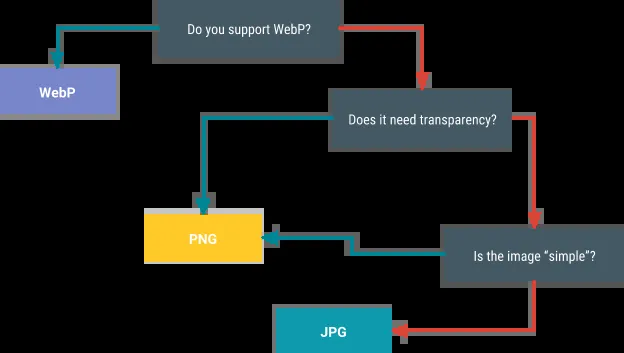 Do you support WebP?
WebP
Does it need transparency?
PNG
Is the image “simple”?
JPG